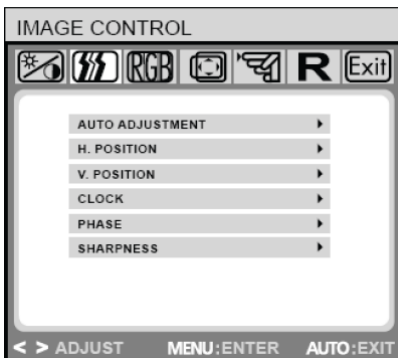 IMAGE CONTROL
RGB R Exit
AUTO ADJUSTMENT
H. POSITION
V. POSITION
CLOCK
PHASE
SHARPNESS
< > ADJUST MENU:ENTER AUTO:EXIT